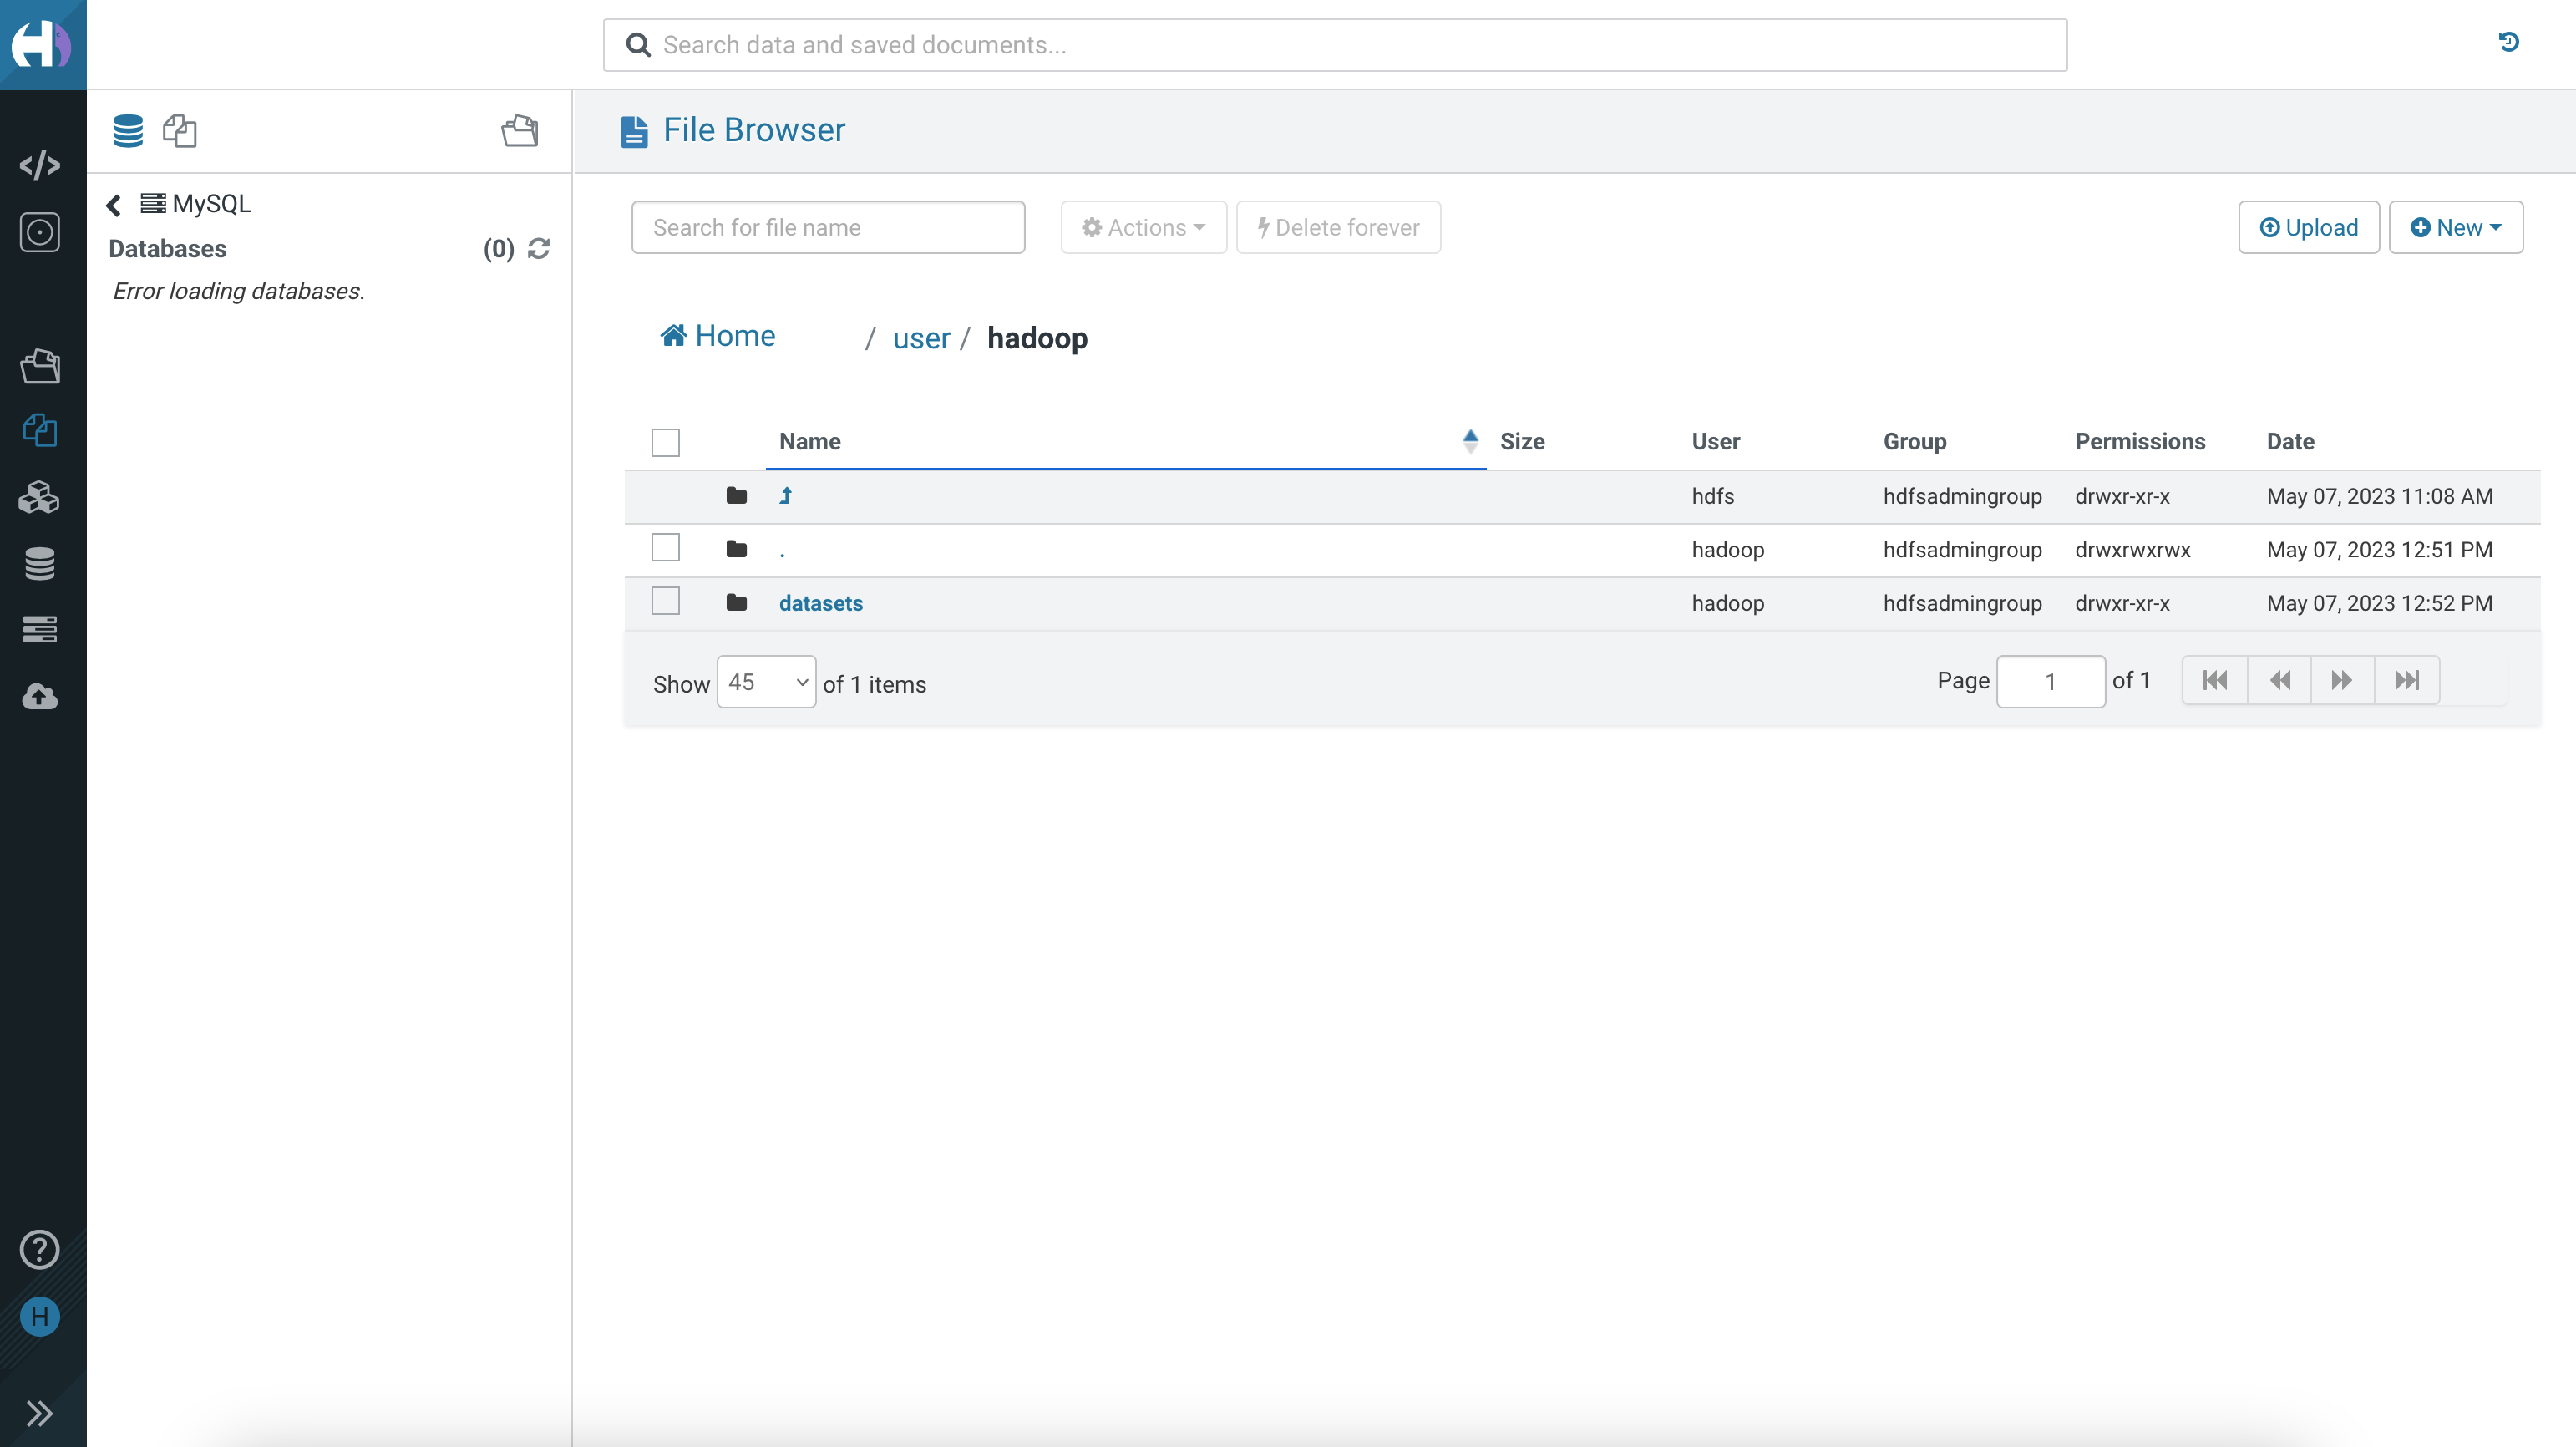 Search data and saved documents...
File Browser
MySQL
Databases (0)
Error loading databases.
Search for file name Actions Delete forever Upload New
Home / user / hadoop
Name Size User Group Permissions Date
hdfs hdfsadmingroup drwxr-xr-x May 07, 2023 11:08 AM
. hadoop hdfsadmingroup drwxrwxrwx May 07, 2023 12:51 PM
datasets hadoop hdfsadmingroup drwxr-xr-x May 07, 2023 12:52 PM
Show 45 of 1 items Page 1 of 1
H